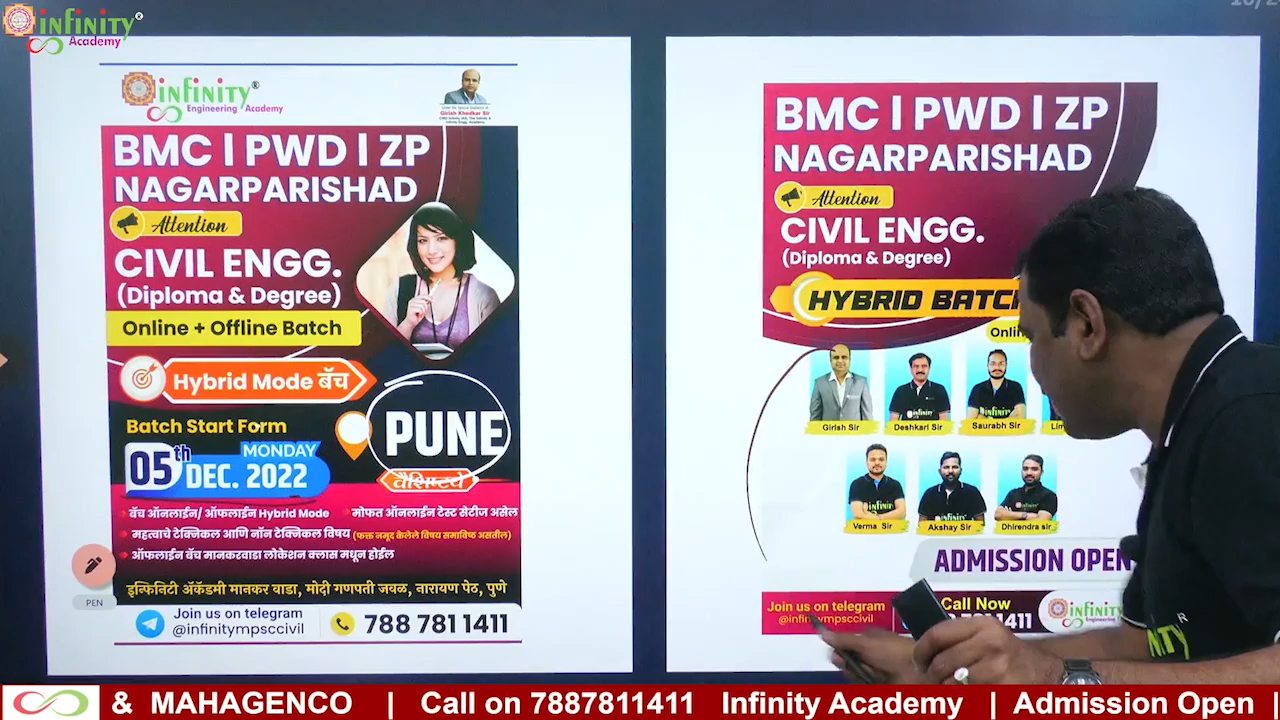 infinity
Academy
infinity®
Engineering Academy
Girish Khedkar Sir
BMC | PWD | ZP
NAGARPARISHAD
Attention
CIVIL ENGG.
(Diploma & Degree)
Online + Offline Batch
Hybrid Mode बॅच
Batch Start Form
05th
MONDAY
DEC. 2022
PUNE
वैशिष्ट्ये
बॅच ऑनलाईन/ ऑफलाईन Hybrid Mode
मोफत ऑनलाईन टेस्ट सेटीज असेल
महत्वाचे टेक्निकल आणि नॉन टेक्निकल विषय (फक्त नमूद केलेले विषय समाविष्ठ असतील)
ऑफलाईन बॅच मानकरवाडा लोकेशन क्लास मधून होईल
इन्फिनिटी ॲकॅडमी मानकर वाडा, मोदी गणपती जवळ, नारायण पेठ, पुणे
Join us on telegram
@infinitympsccivil
788 781 1411
PEN
BMC | PWD | ZP
NAGARPARISHAD
Attention
CIVIL ENGG.
(Diploma & Degree)
HYBRID BATCH
Girish Sir
Deshkari Sir
Saurabh Sir
Verma Sir
Akshay Sir
Dhirendra sir
ADMISSION OPEN
Join us on telegram
@infinitympsccivil
Call Now
infinity
Engineering
& MAHAGENCO | Call on 7887811411 Infinity Academy | Admission Open |